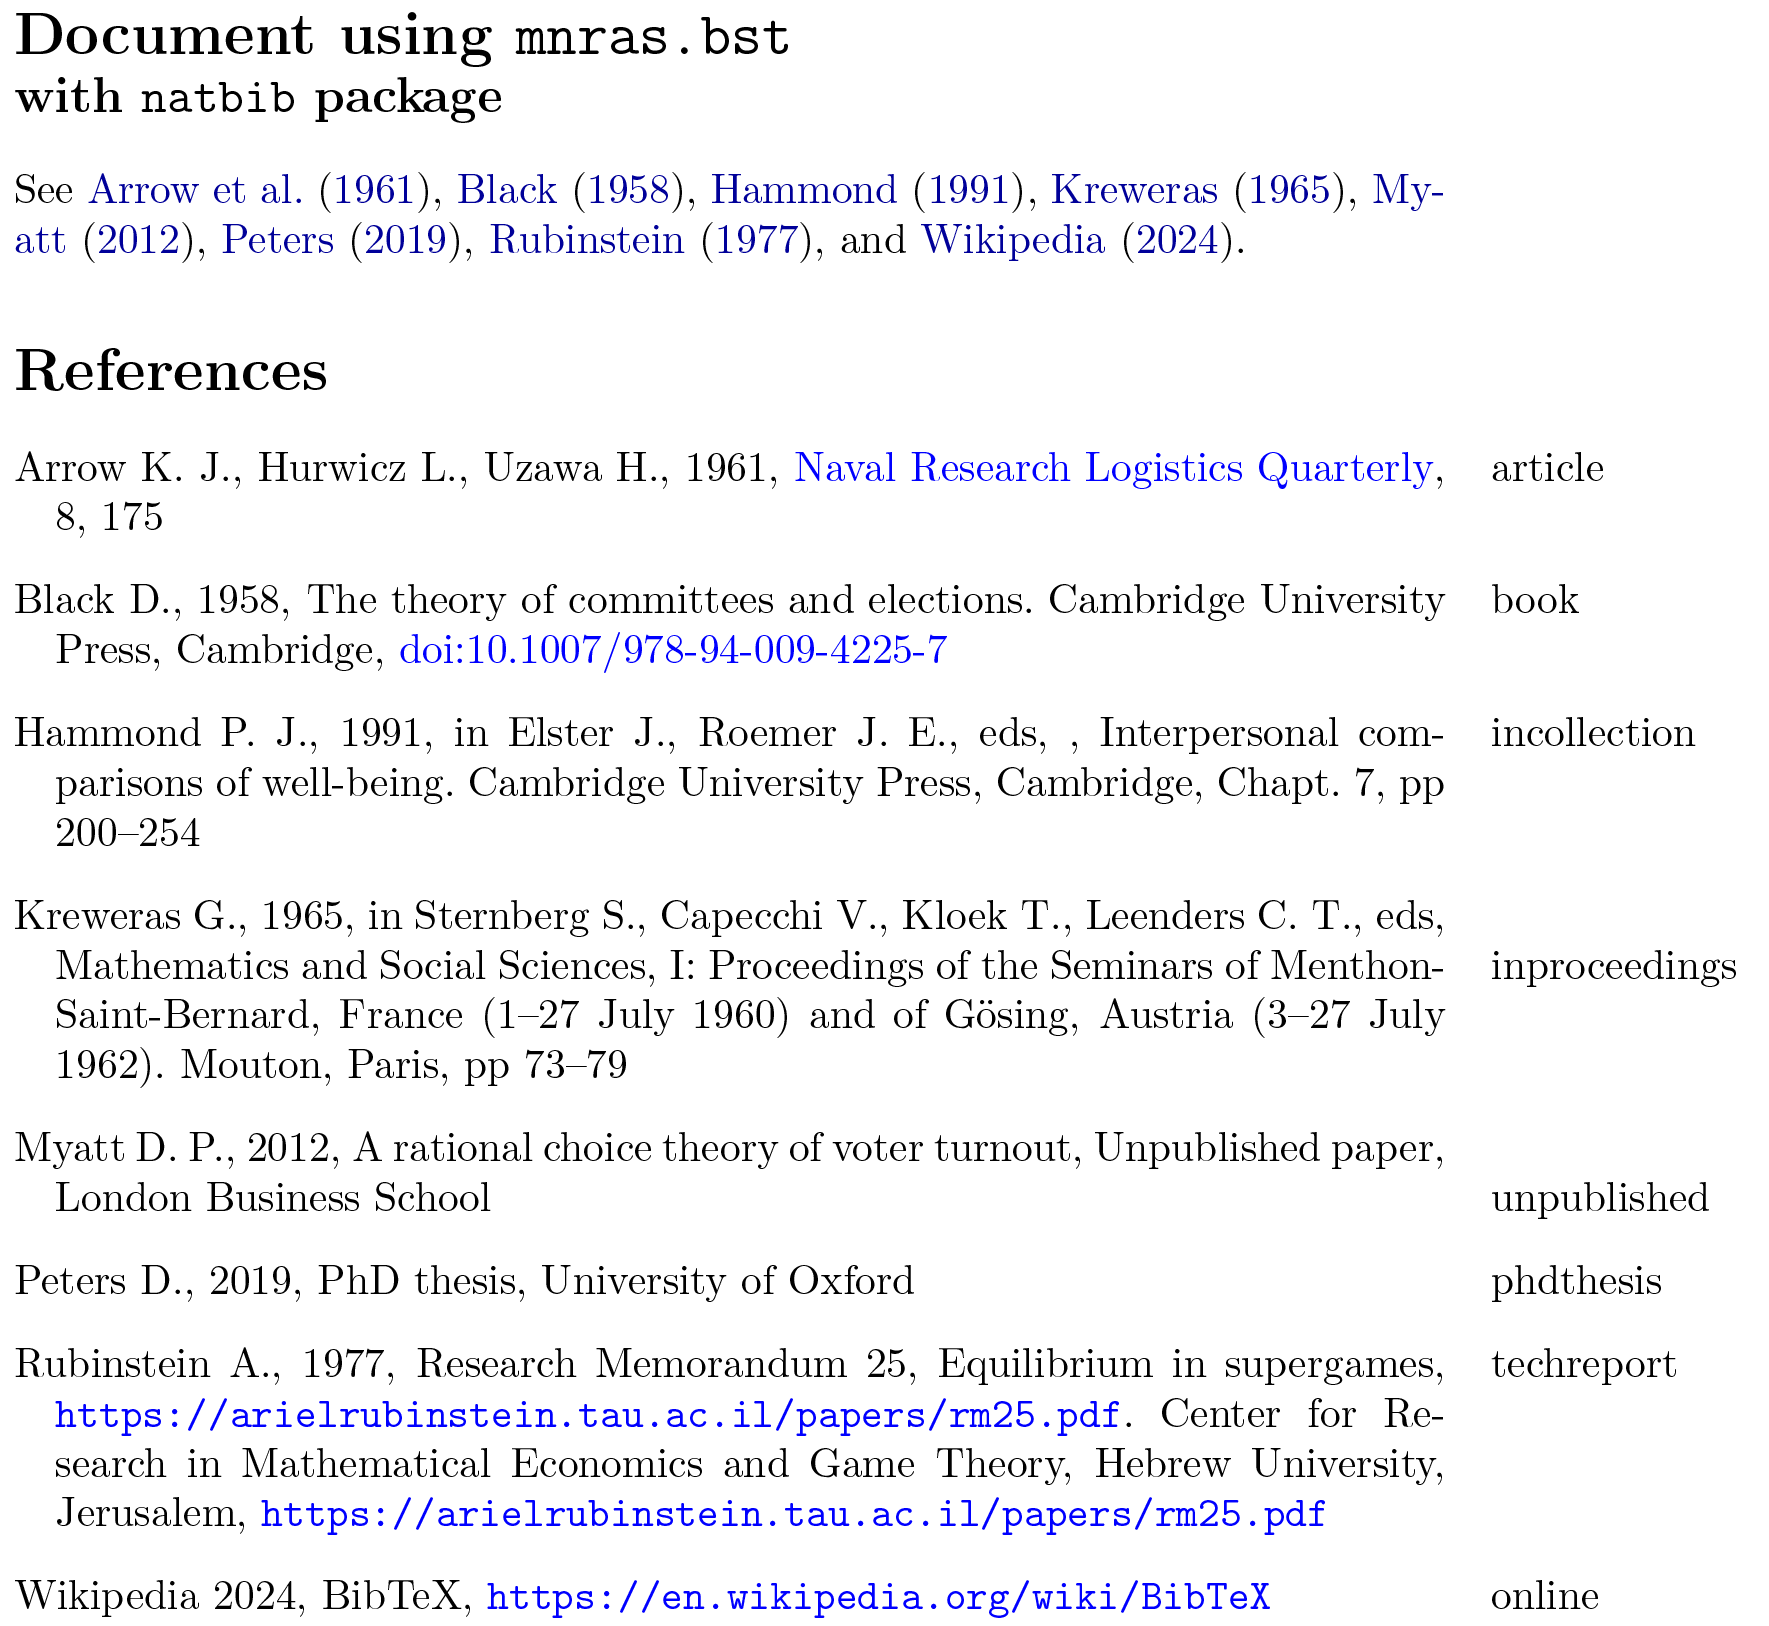 Document using mnras.bst
with natbib package
See Arrow et al. (1961), Black (1958), Hammond (1991), Kreweras (1965), My-
att (2012), Peters (2019), Rubinstein (1977), and Wikipedia (2024).
References
Arrow K. J., Hurwicz L., Uzawa H., 1961, Naval Research Logistics Quarterly, article
8, 175
Black D., 1958, The theory of committees and elections. Cambridge University book
Press, Cambridge, doi:10.1007/978-94-009-4225-7
Hammond P. J., 1991, in Elster J., Roemer J. E., eds, , Interpersonal com- incollection
parisons of well-being. Cambridge University Press, Cambridge, Chapt. 7, pp
200–254
Kreweras G., 1965, in Sternberg S., Capecchi V., Kloek T., Leenders C. T., eds,
Mathematics and Social Sciences, I: Proceedings of the Seminars of Menthon- inproceedings
Saint-Bernard, France (1–27 July 1960) and of Gösing, Austria (3–27 July
1962). Mouton, Paris, pp 73–79
Myatt D. P., 2012, A rational choice theory of voter turnout, Unpublished paper,
London Business School unpublished
Peters D., 2019, PhD thesis, University of Oxford phdthesis
Rubinstein A., 1977, Research Memorandum 25, Equilibrium in supergames, techreport
https://arielrubinstein.tau.ac.il/papers/rm25.pdf. Center for Re-
search in Mathematical Economics and Game Theory, Hebrew University,
Jerusalem, https://arielrubinstein.tau.ac.il/papers/rm25.pdf
Wikipedia 2024, BibTeX, https://en.wikipedia.org/wiki/BibTeX online